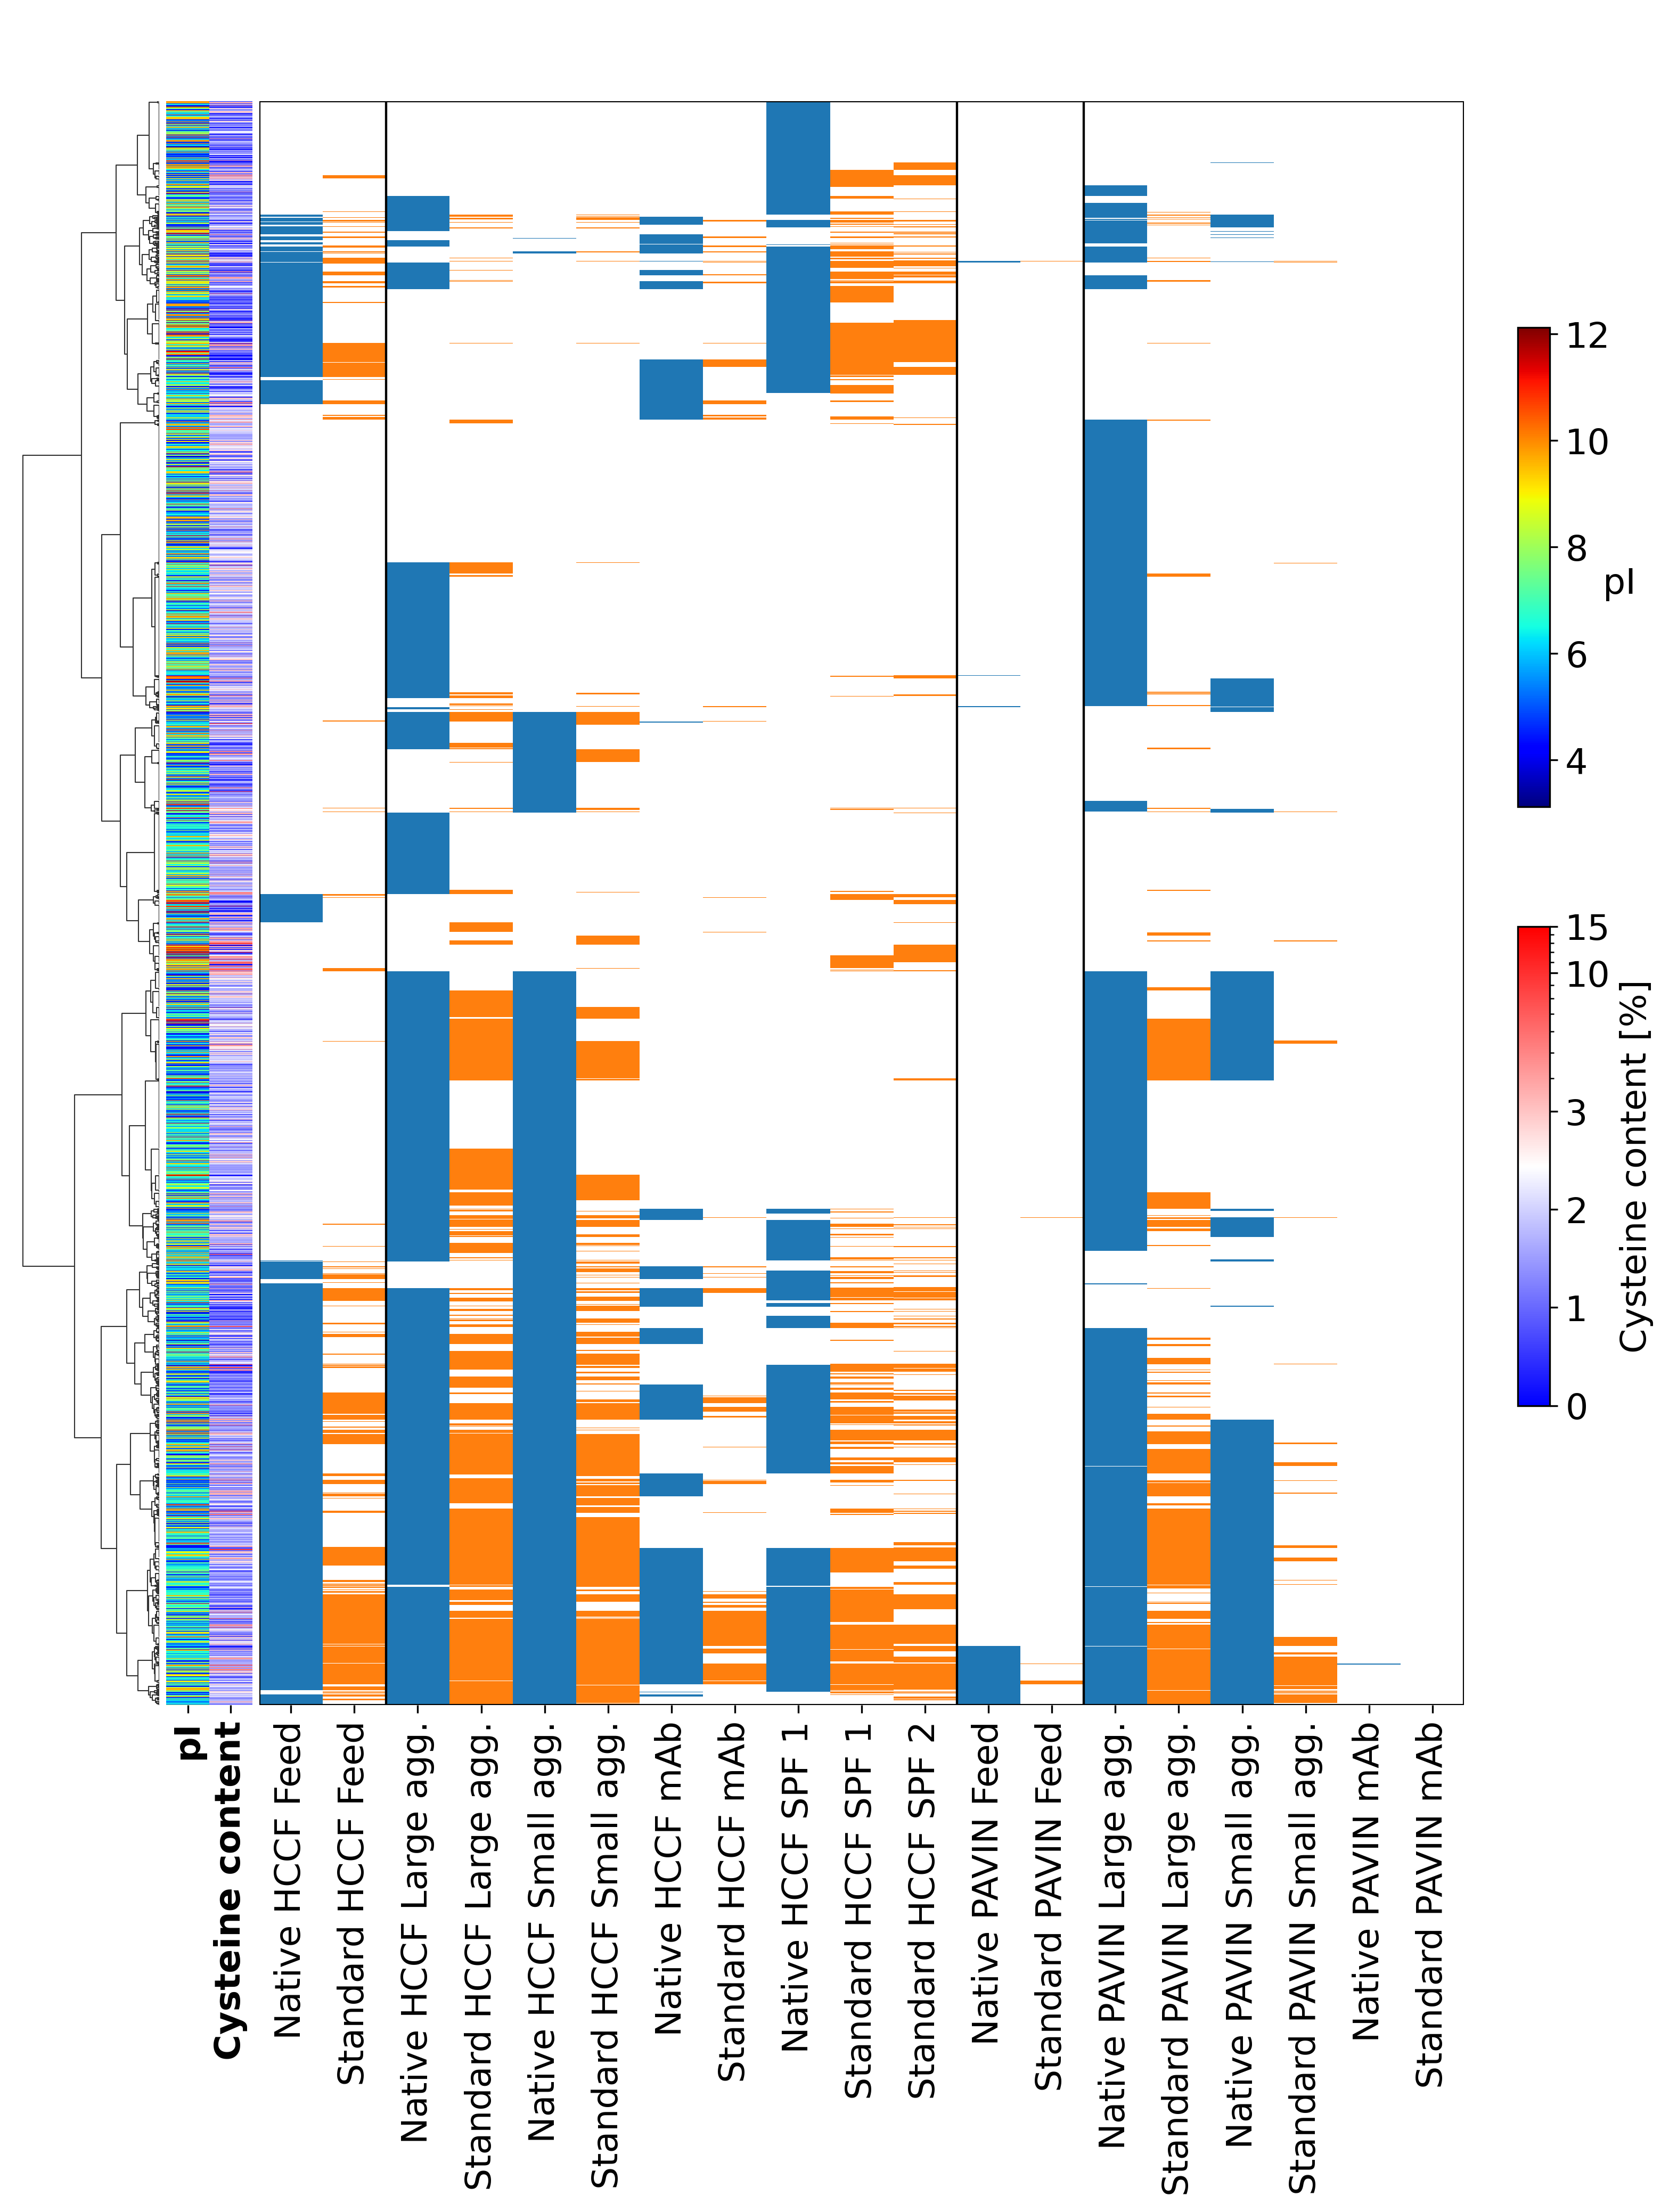 12
10
8
6
4
pI
15
10
3
2
1
0
Cysteine content [%]
pI
Cysteine content
Native HCCF Feed
Standard HCCF Feed
Native HCCF Large agg.
Standard HCCF Large agg.
Native HCCF Small agg.
Standard HCCF Small agg.
Native HCCF mAb
Standard HCCF mAb
Native HCCF SPF 1
Standard HCCF SPF 1
Standard HCCF SPF 2
Native PAVIN Feed
Standard PAVIN Feed
Native PAVIN Large agg.
Standard PAVIN Large agg.
Native PAVIN Small agg.
Standard PAVIN Small agg.
Native PAVIN mAb
Standard PAVIN mAb